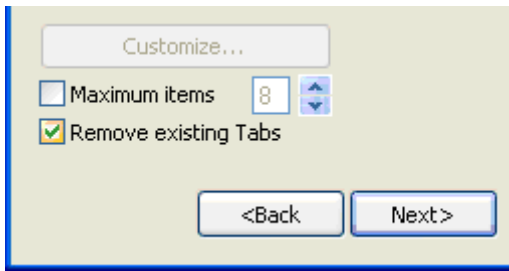 Customize...
Maximum items 8
Remove existing Tabs
<Back Next>